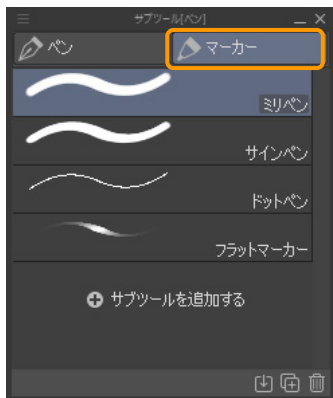 サブツール[ペン]
ペン
マーカー
ミリペン
サインペン
ドットペン
フラットマーカー
サブツールを追加する